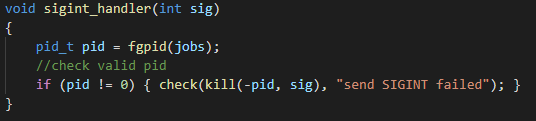 void sigint_handler(int sig)
{
    pid_t pid = fgpid(jobs);
    //check valid pid
    if (pid != 0) { check(kill(-pid, sig), "send SIGINT failed"); }
}